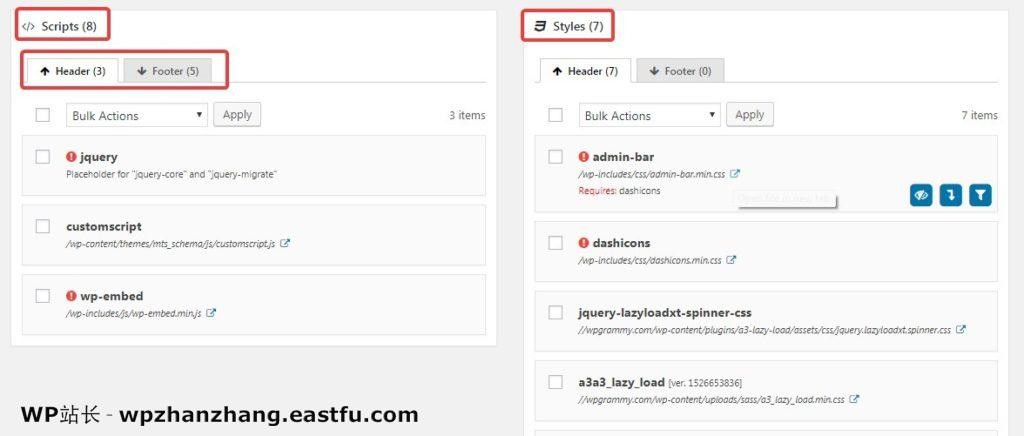 Scripts (8)
Header (3)
Footer (5)
Bulk Actions
Apply
3 items
jquery
Placeholder for "jquery-core" and "jquery-migrate"
customscript
/wp-content/themes/mts_schema/js/customscript.js
wp-embed
/wp-includes/js/wp-embed.min.js
Styles (7)
Header (7)
Footer (0)
Bulk Actions
Apply
7 items
admin-bar
/wp-includes/css/admin-bar.min.css
Requires: dashicons
Open file in new tab
dashicons
/wp-includes/css/dashicons.min.css
jquery-lazyloadxt-spinner-css
//wpgrammy.com/wp-content/plugins/a3-lazy-load/assets/css/jquery.lazyloadxt.spinner.css
a3a3_lazy_load [ver. 1526653836]
//wpgrammy.com/wp-content/uploads/sass/a3_lazy_load.min.css
WP站长 - wpzhanzhang.eastfu.com